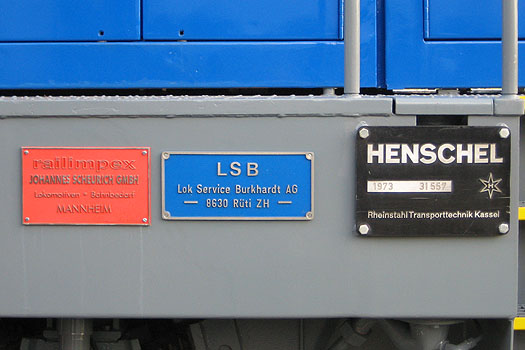 railimpex
JOHANNES SCHEURICH GMBH
Lokomotiven + Bahnbedarf
MANNHEIM
LSB
Lok Service Burkhardt AG
— 8630 Rüti ZH —
HENSCHEL
1973 31557
Rheinstahl Transporttechnik Kassel